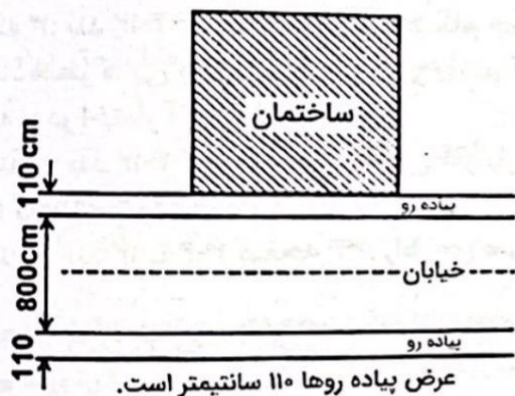 ساختمان
110 cm
پیاده رو
800cm
خیابان
پیاده رو
110
عرض پیاده روها ۱۱۰ سانتیمتر است.